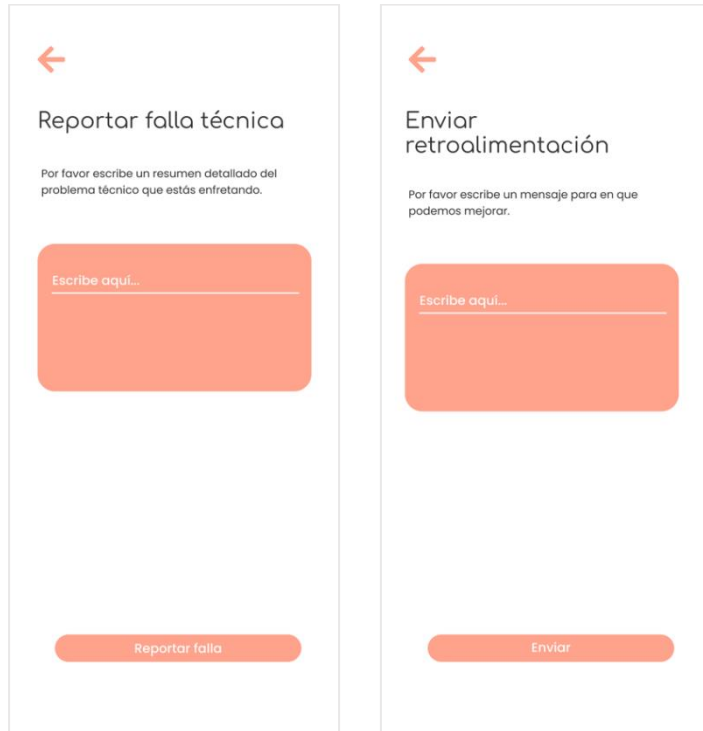 Reportar falla técnica
Por favor escribe un resumen detallado del
problema técnico que estás enfretando.
Escribe aquí...
Reportar falla
Enviar
retroalimentación
Por favor escribe un mensaje para en que
podemos mejorar.
Escribe aquí...
Enviar